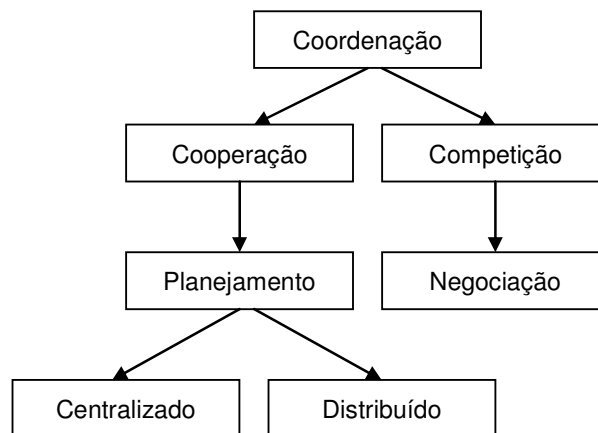 Coordenação
Cooperação
Competição
Planejamento
Negociação
Centralizado
Distribuído